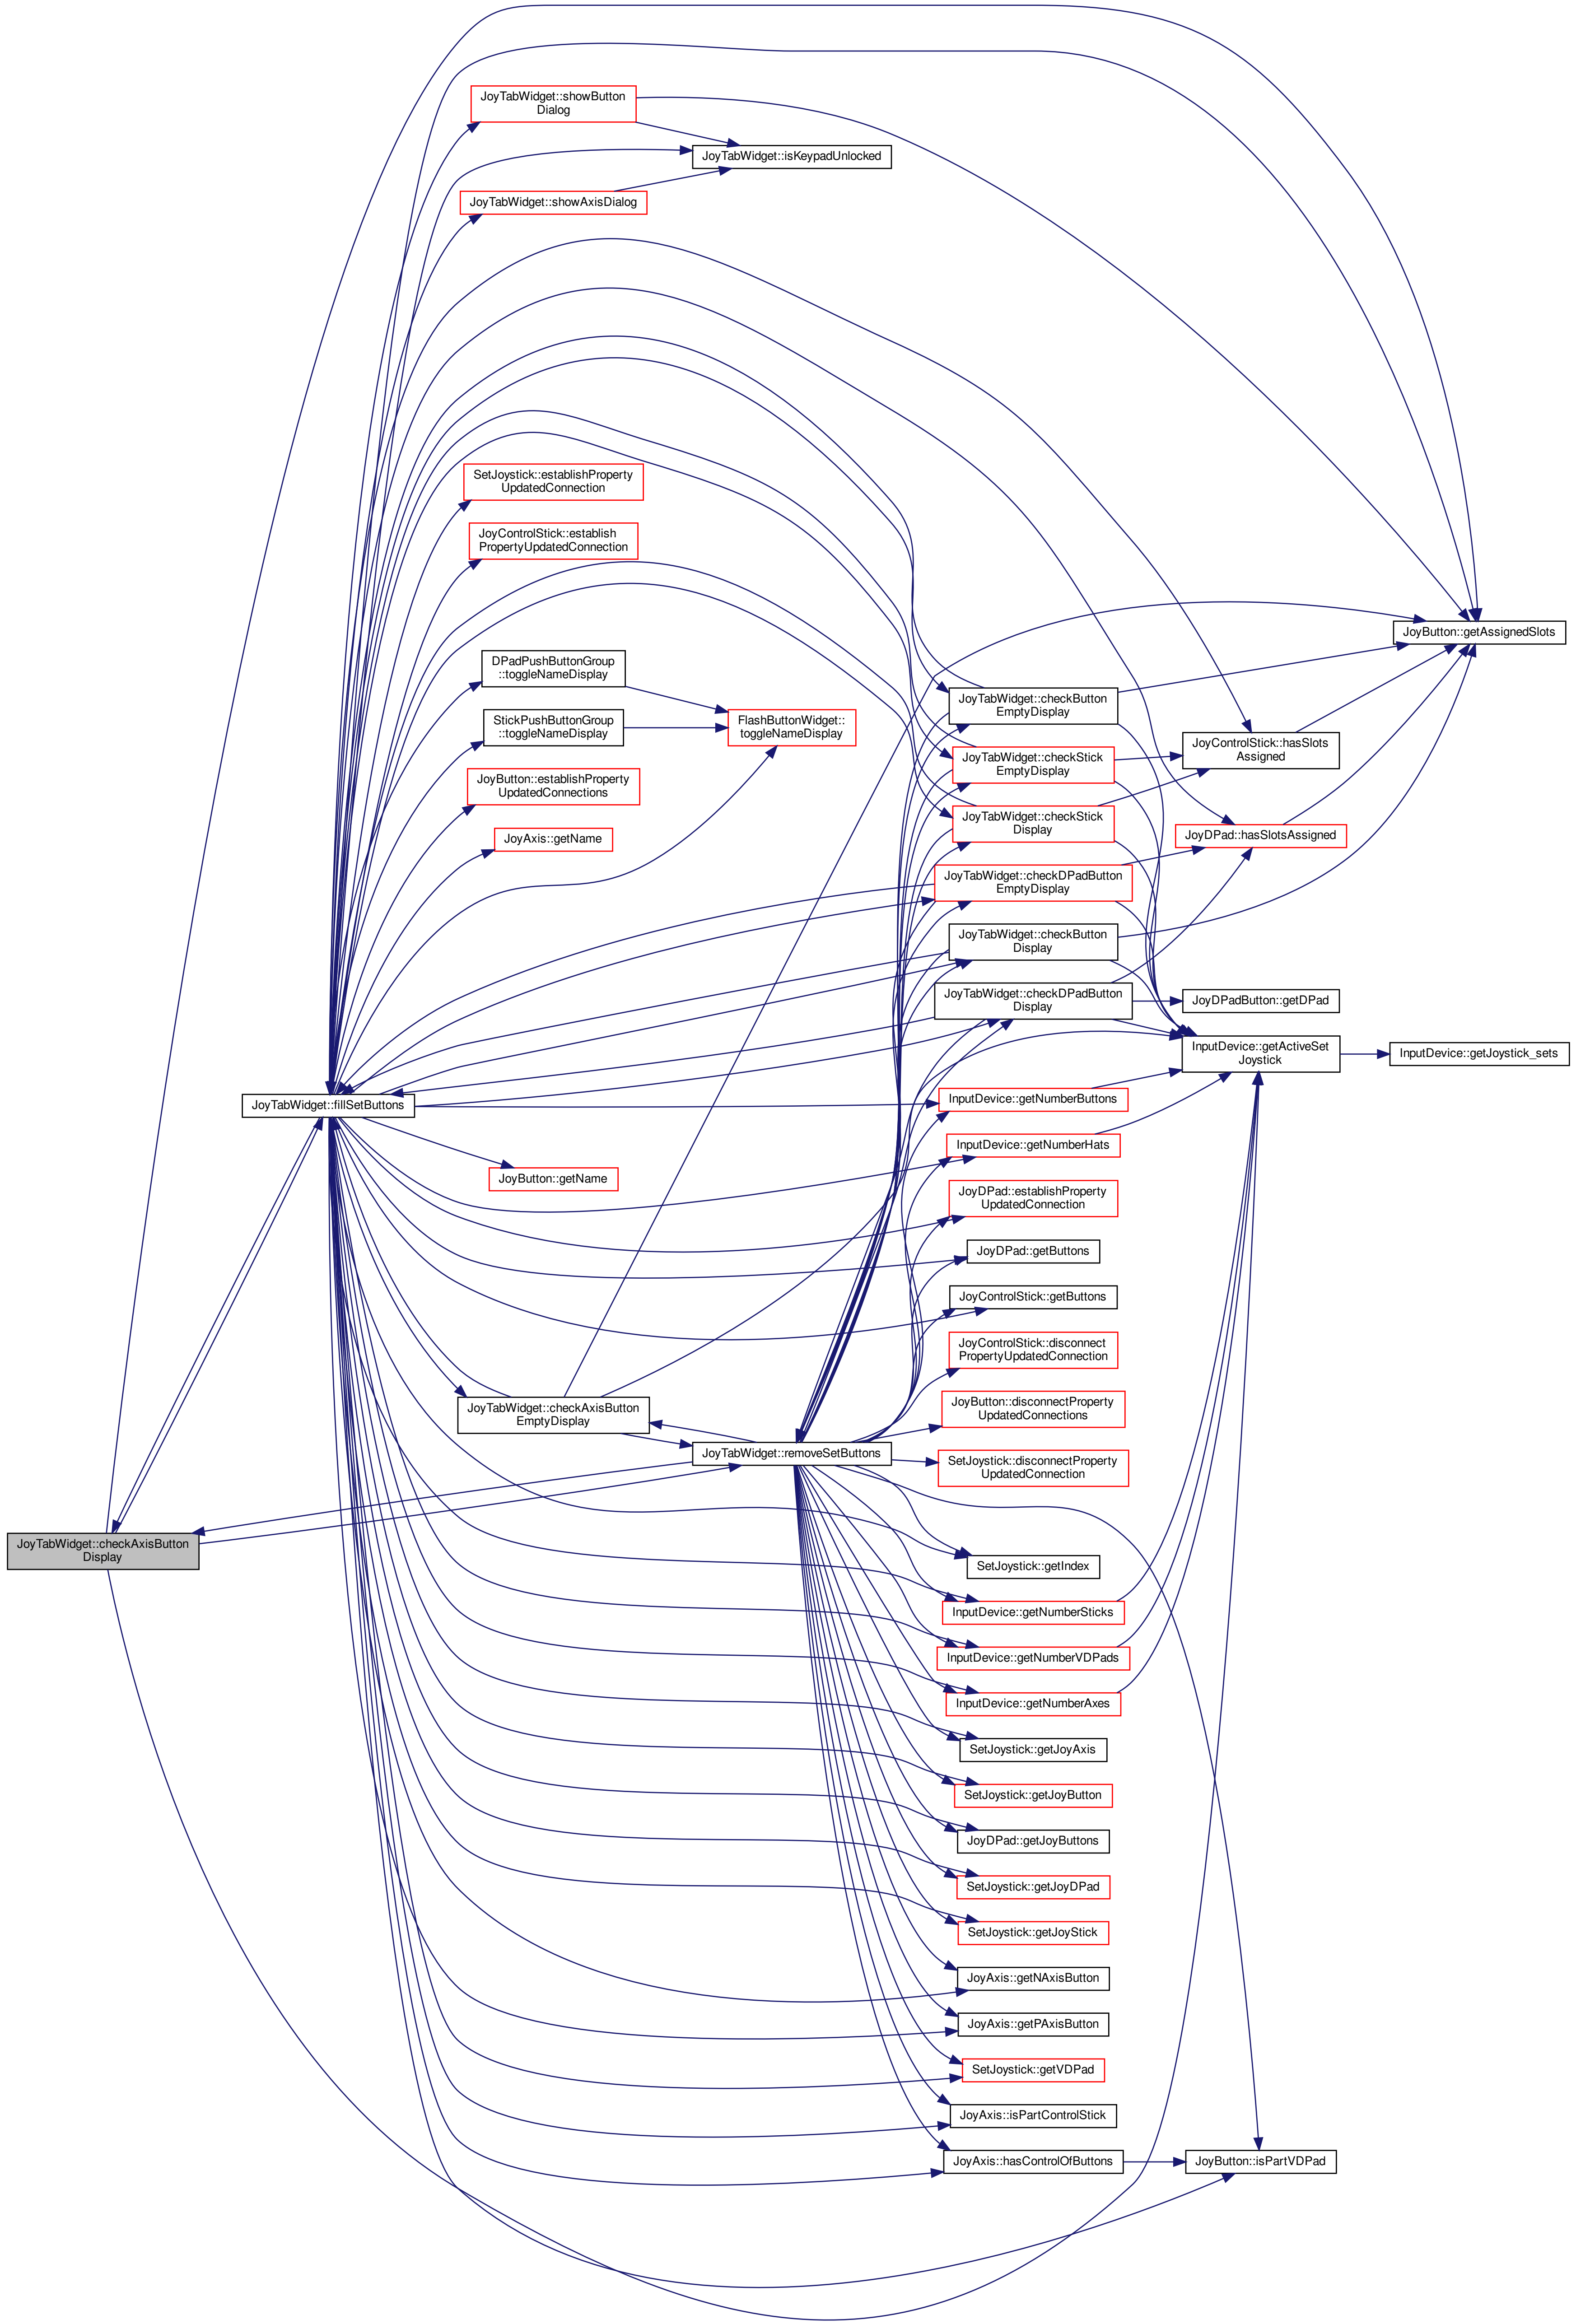 JoyTabWidget::showButton
Dialog
JoyTabWidget::isKeypadUnlocked
JoyTabWidget::showAxisDialog
SetJoystick::establishProperty
UpdatedConnection
JoyControlStick::establish
PropertyUpdatedConnection
JoyButton::getAssignedSlots
DPadPushButtonGroup
::toggleNameDisplay
StickPushButtonGroup
::toggleNameDisplay
FlashButtonWidget::
toggleNameDisplay
JoyTabWidget::checkButton
EmptyDisplay
JoyTabWidget::checkStick
EmptyDisplay
JoyControlStick::hasSlots
Assigned
JoyButton::establishProperty
UpdatedConnections
JoyTabWidget::checkStick
Display
JoyAxis::getName
JoyDPad::hasSlotsAssigned
JoyTabWidget::checkDPadButton
EmptyDisplay
JoyTabWidget::checkButton
Display
JoyTabWidget::checkDPadButton
Display
JoyDPadButton::getDPad
InputDevice::getActiveSet
Joystick
InputDevice::getJoystick_sets
JoyTabWidget::fillSetButtons
InputDevice::getNumberButtons
InputDevice::getNumberHats
JoyButton::getName
JoyDPad::establishProperty
UpdatedConnection
JoyDPad::getButtons
JoyControlStick::getButtons
JoyControlStick::disconnect
PropertyUpdatedConnection
JoyTabWidget::checkAxisButton
EmptyDisplay
JoyButton::disconnectProperty
UpdatedConnections
JoyTabWidget::removeSetButtons
SetJoystick::disconnectProperty
UpdatedConnection
JoyTabWidget::checkAxisButton
Display
SetJoystick::getIndex
InputDevice::getNumberSticks
InputDevice::getNumberVDPads
InputDevice::getNumberAxes
SetJoystick::getJoyAxis
SetJoystick::getJoyButton
JoyDPad::getJoyButtons
SetJoystick::getJoyDPad
SetJoystick::getJoyStick
JoyAxis::getNAxisButton
JoyAxis::getPAxisButton
SetJoystick::getVDPad
JoyAxis::isPartControlStick
JoyAxis::hasControlOfButtons
JoyButton::isPartVDPad